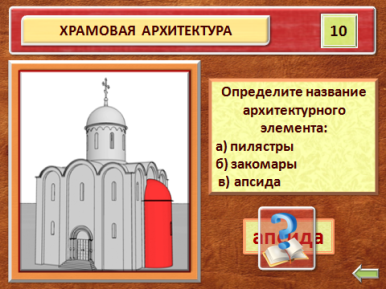 ХРАМОВАЯ АРХИТЕКТУРА
10
Определите название
архитектурного
элемента:
а) пилястры
б) закомары
в) апсида
апсида